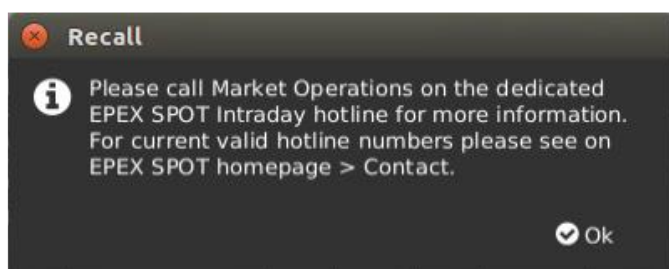 Recall
Please call Market Operations on the dedicated
EPEX SPOT Intraday hotline for more information.
For current valid hotline numbers please see on
EPEX SPOT homepage > Contact.
Ok